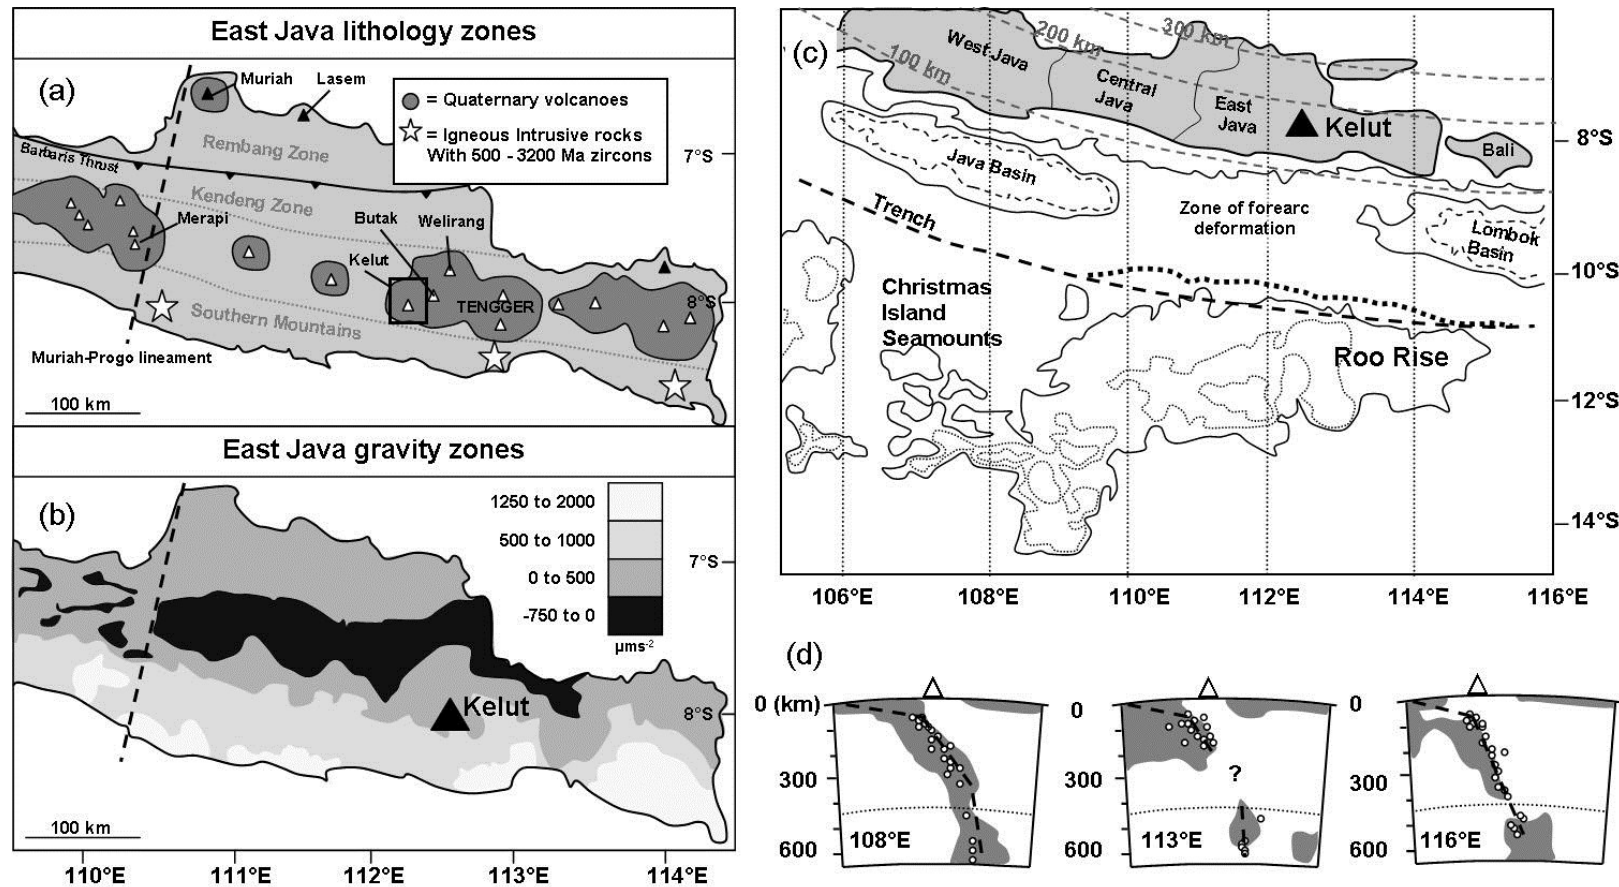 East Java lithology zones
(a)
Muriah
Lasem
= Quaternary volcanoes
= Igneous Intrusive rocks
With 500 - 3200 Ma zircons
Rembang Zone
7°S
Barbaris Thrust
Kendeng Zone
Merapi
Butak
Welirang
Kelut
TENGGER
8°S
Southern Mountains
Muriah-Progo lineament
100 km
East Java gravity zones
(b)
1250 to 2000
500 to 1000
0 to 500
-750 to 0
µms-2
7°S
Kelut
8°S
100 km
110°E
111°E
112°E
113°E
114°E
(c)
100 km
200 km
300 km
West Java
Central
Java
East
Java
Kelut
Bali
8°S
Java Basin
Trench
Zone of forearc
deformation
Lombok
Basin
10°S
Christmas
Island
Seamounts
Roo Rise
12°S
14°S
106°E
108°E
110°E
112°E
114°E
116°E
(d)
0 (km)
300
600
108°E
0
300
600
?
113°E
0
300
600
116°E